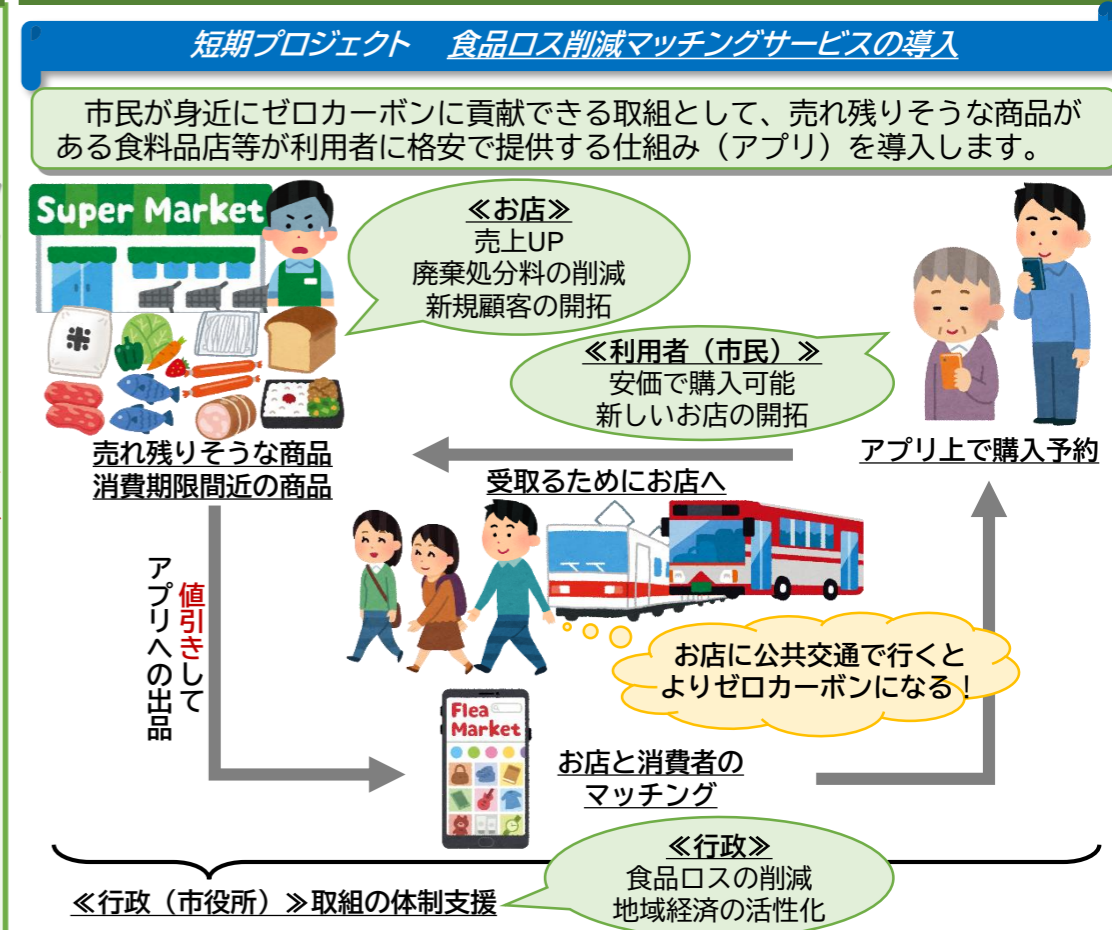 短期プロジェクト　食品ロス削減マッチングサービスの導入
市民が身近にゼロカーボンに貢献できる取組として、売れ残りそうな商品が
ある食料品店等が利用者に格安で提供する仕組み（アプリ）を導入します。
Super Market
米
≪お店≫
売上UP
廃棄処分料の削減
新規顧客の開拓
≪利用者（市民）≫
安価で購入可能
新しいお店の開拓
アプリ上で購入予約
売れ残りそうな商品
消費期限間近の商品
受取るためにお店へ
値引きして
アプリへの出品
お店に公共交通で行くと
よりゼロカーボンになる！
Flea
Market
お店と消費者の
マッチング
≪行政（市役所）≫取組の体制支援
≪行政≫
食品ロスの削減
地域経済の活性化